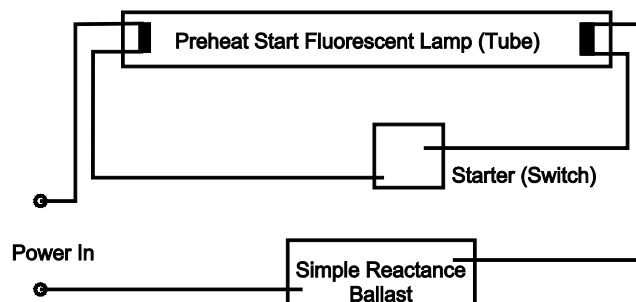 Preheat Start Fluorescent Lamp (Tube)
Starter (Switch)
Power In
Simple Reactance
Ballast